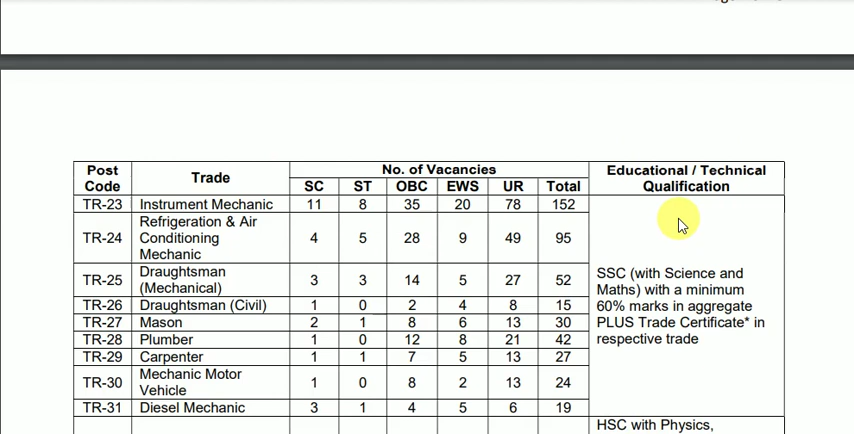 Post Code | Trade | No. of Vacancies | Educational / Technical Qualification
SC | ST | OBC | EWS | UR | Total
TR-23 | Instrument Mechanic | 11 | 8 | 35 | 20 | 78 | 152
TR-24 | Refrigeration & Air Conditioning Mechanic | 4 | 5 | 28 | 9 | 49 | 95
TR-25 | Draughtsman (Mechanical) | 3 | 3 | 14 | 5 | 27 | 52
TR-26 | Draughtsman (Civil) | 1 | 0 | 2 | 4 | 8 | 15
TR-27 | Mason | 2 | 1 | 8 | 6 | 13 | 30
TR-28 | Plumber | 1 | 0 | 12 | 8 | 21 | 42
TR-29 | Carpenter | 1 | 1 | 7 | 5 | 13 | 27
TR-30 | Mechanic Motor Vehicle | 1 | 0 | 8 | 2 | 13 | 24
TR-31 | Diesel Mechanic | 3 | 1 | 4 | 5 | 6 | 19
SSC (with Science and
Maths) with a minimum
60% marks in aggregate
PLUS Trade Certificate* in
respective trade
HSC with Physics,